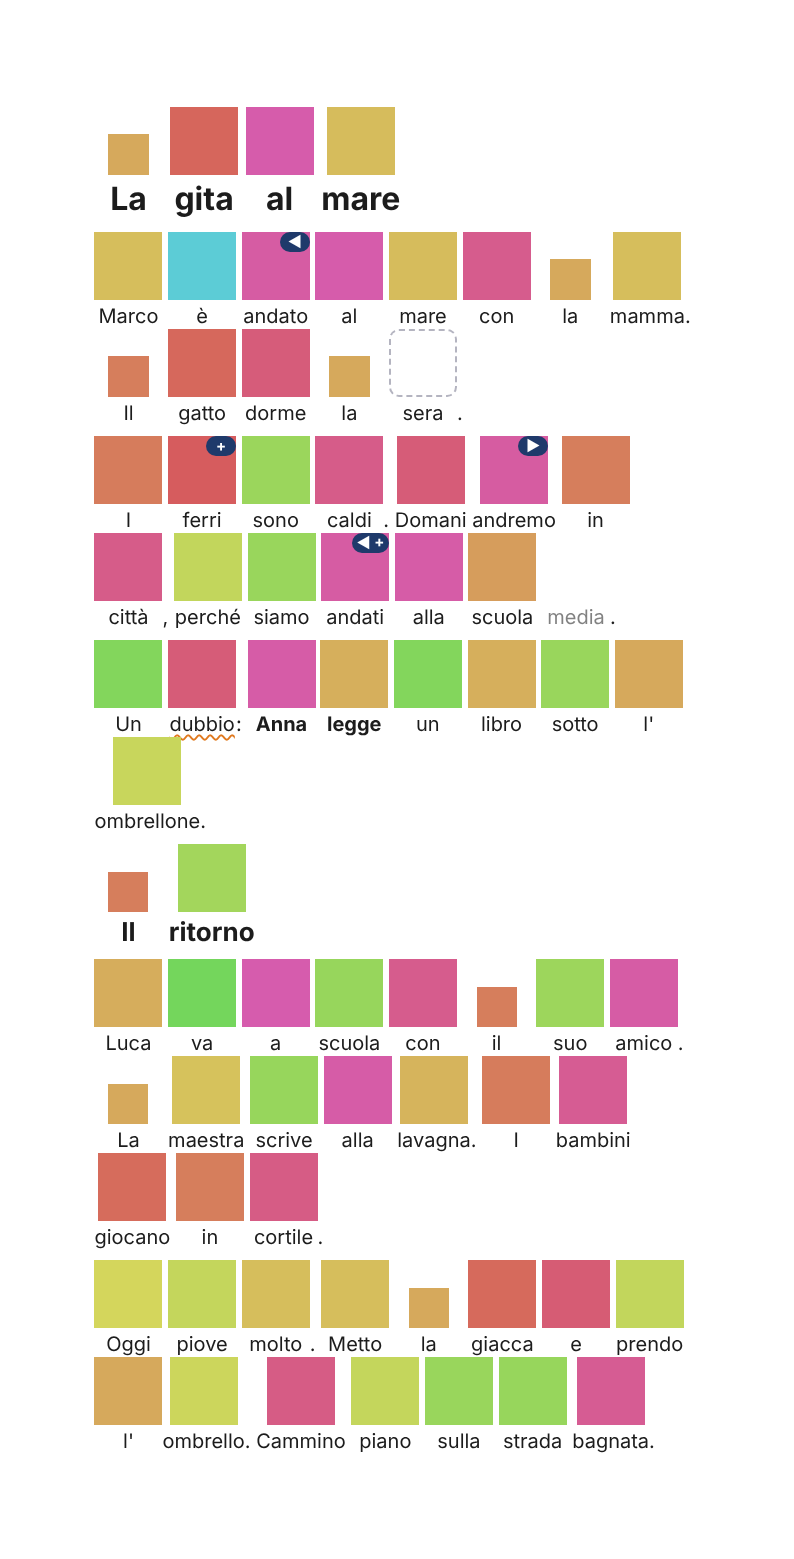 La gita al mare
Marco è andato al mare con la mamma.
Il gatto dorme la sera .
I ferri sono caldi . Domani andremo in
città , perché siamo andati alla scuola media .
Un dubbio: Anna legge un libro sotto l'
ombrellone.
Il ritorno
Luca va a scuola con il suo amico .
La maestra scrive alla lavagna. I bambini
giocano in cortile .
Oggi piove molto . Metto la giacca e prendo
l' ombrello. Cammino piano sulla strada bagnata.